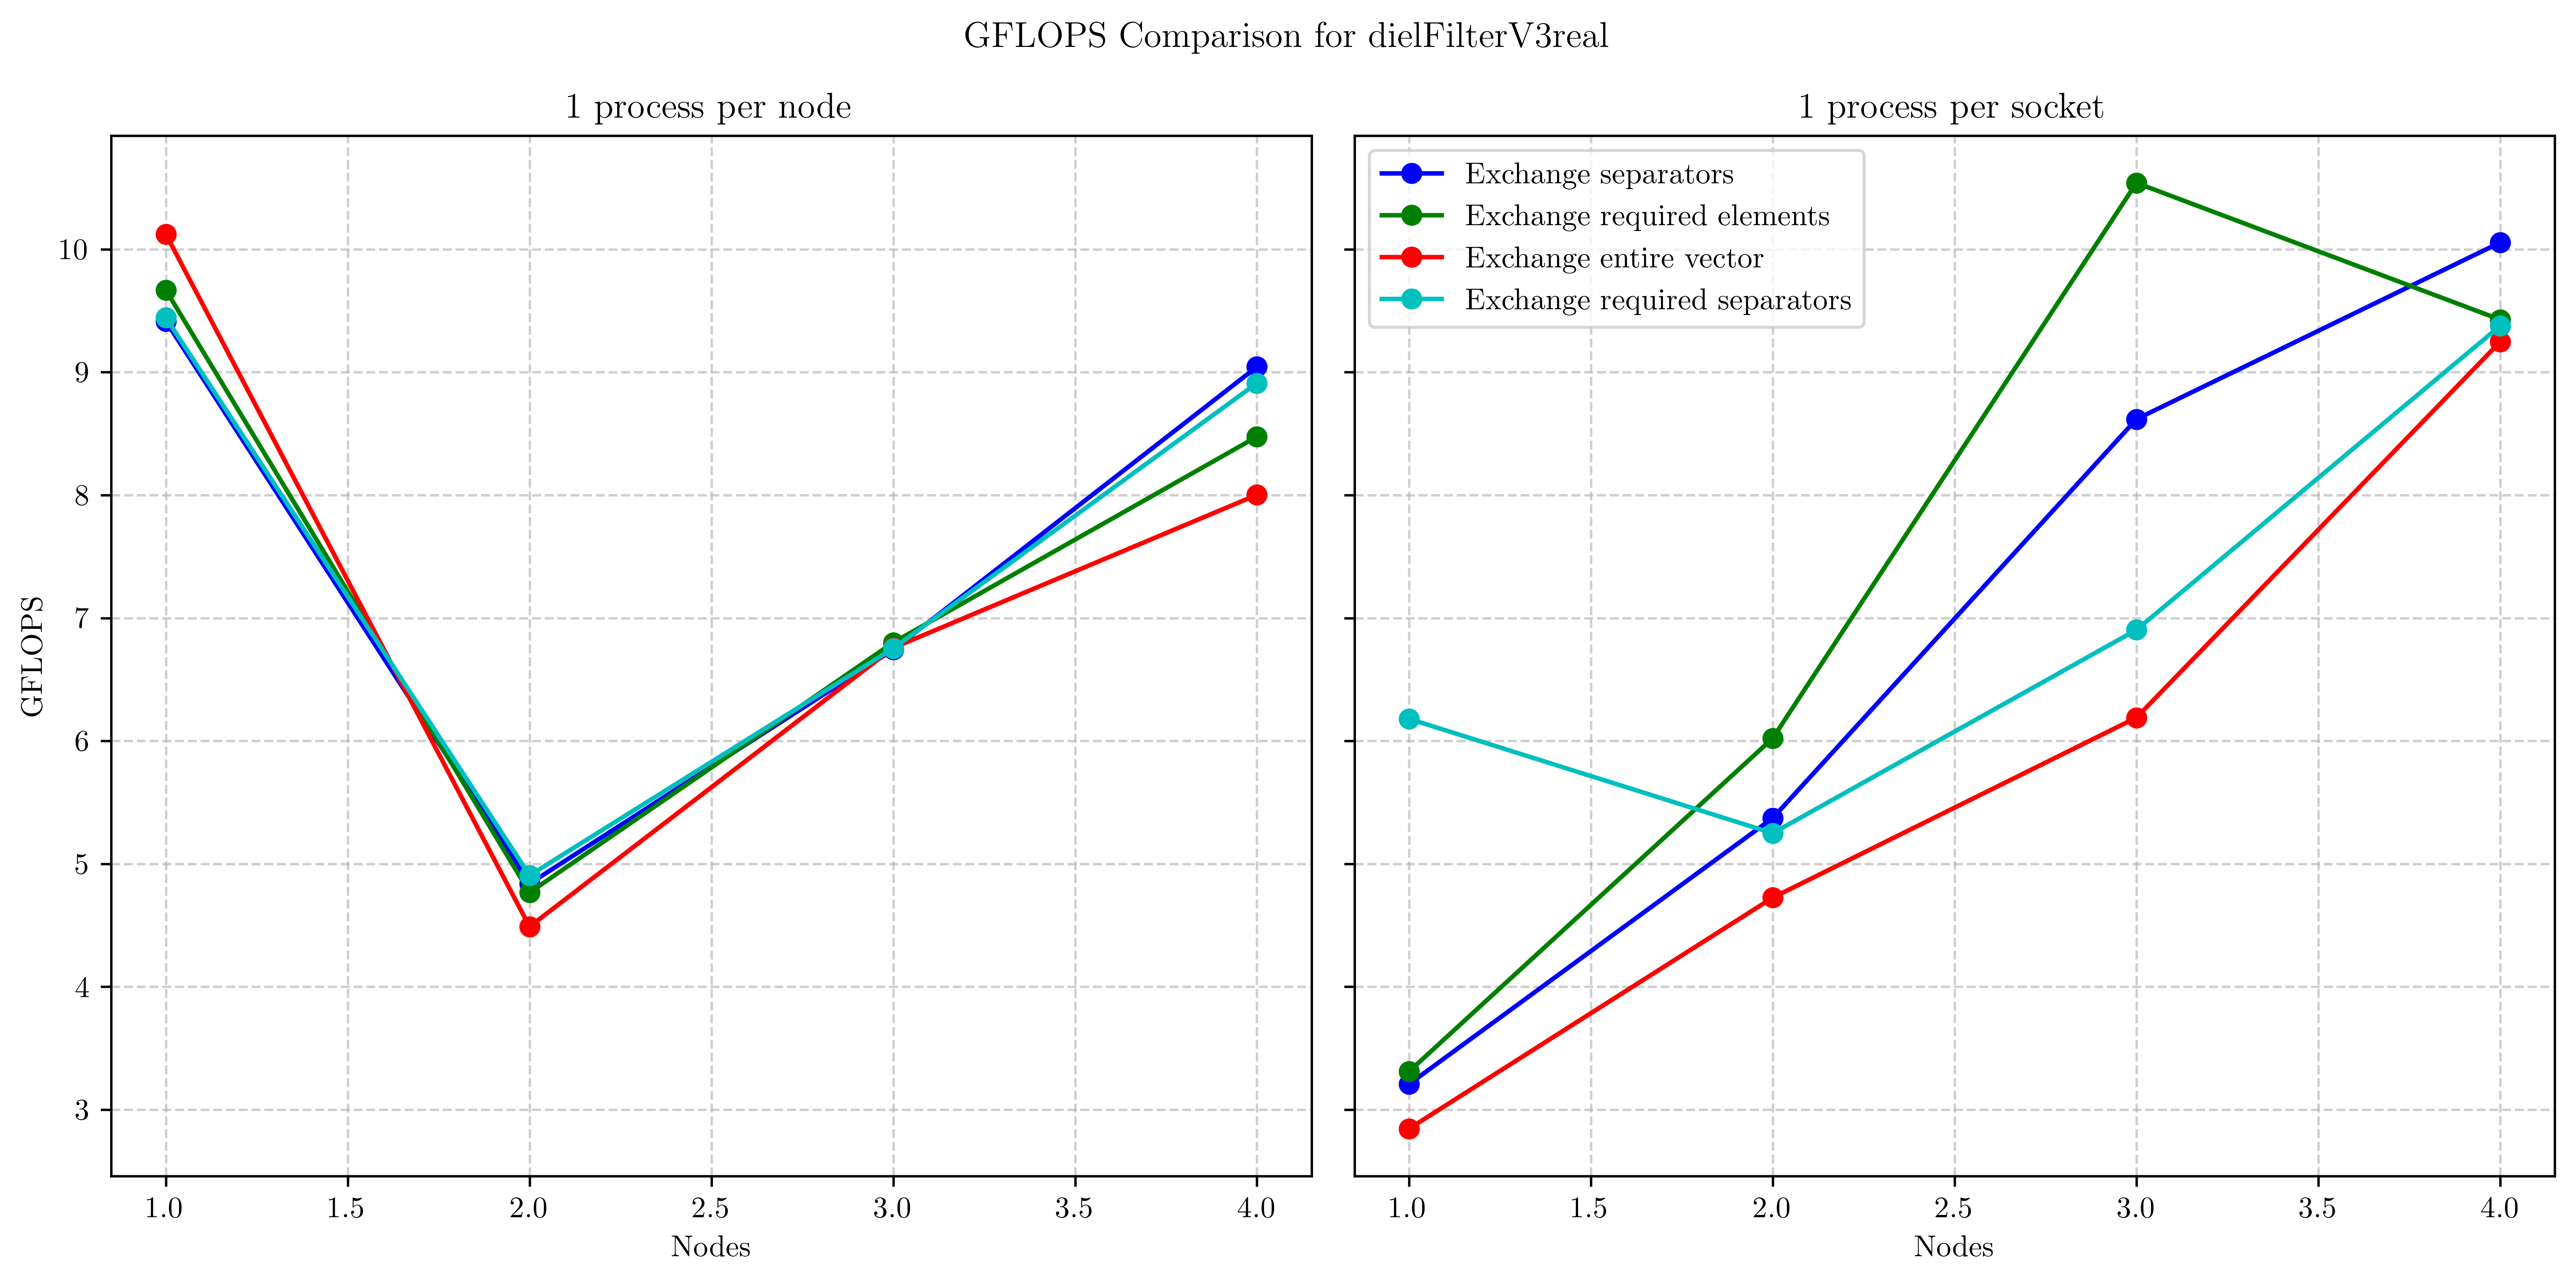 GFLOPS Comparison for dielFilterV3real
1 process per node
GFLOPS
10
9
8
7
6
5
4
3
1.0 1.5 2.0 2.5 3.0 3.5 4.0
Nodes
1 process per socket
Exchange separators
Exchange required elements
Exchange entire vector
Exchange required separators
1.0 1.5 2.0 2.5 3.0 3.5 4.0
Nodes